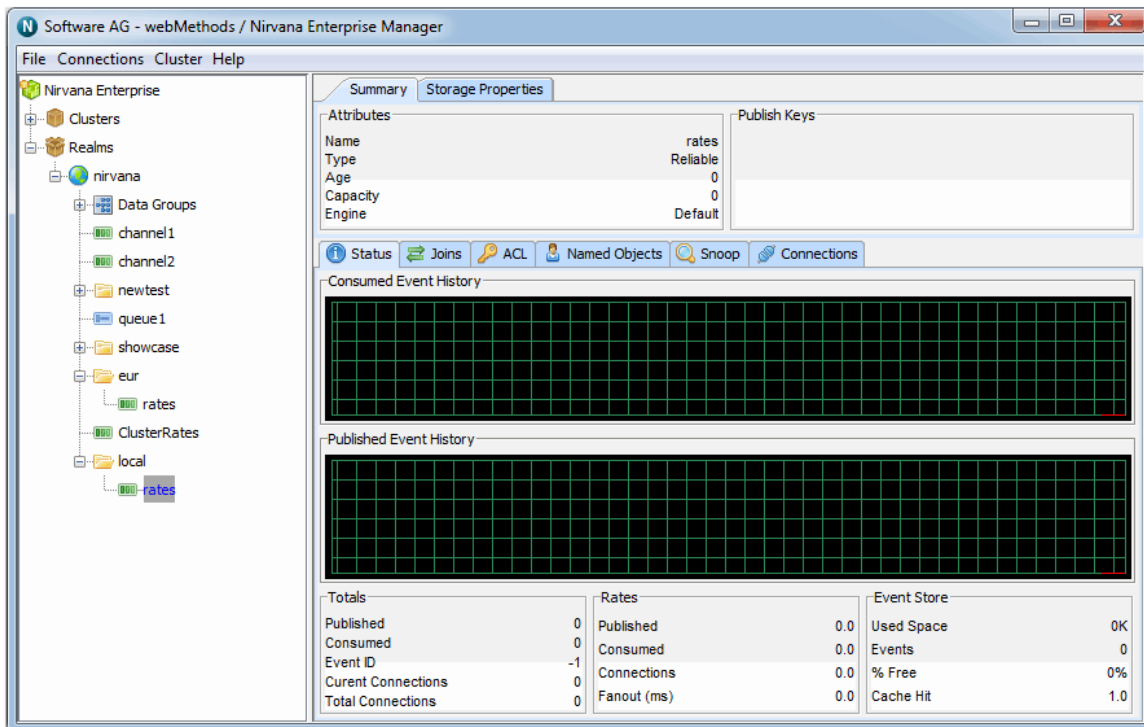 Software AG - webMethods / Nirvana Enterprise Manager
File Connections Cluster Help
Nirvana Enterprise
Clusters
Realms
nirvana
Data Groups
channel1
channel2
newtest
queue1
showcase
eur
rates
ClusterRates
local
rates
Summary Storage Properties
Attributes
Name rates
Type Reliable
Age 0
Capacity 0
Engine Default
Publish Keys
Status Joins ACL Named Objects Snoop Connections
Consumed Event History
Published Event History
Totals
Published 0
Consumed 0
Event ID -1
Curent Connections 0
Total Connections 0
Rates
Published 0.0
Consumed 0.0
Connections 0.0
Fanout (ms) 0.0
Event Store
Used Space 0K
Events 0
% Free 0%
Cache Hit 1.0